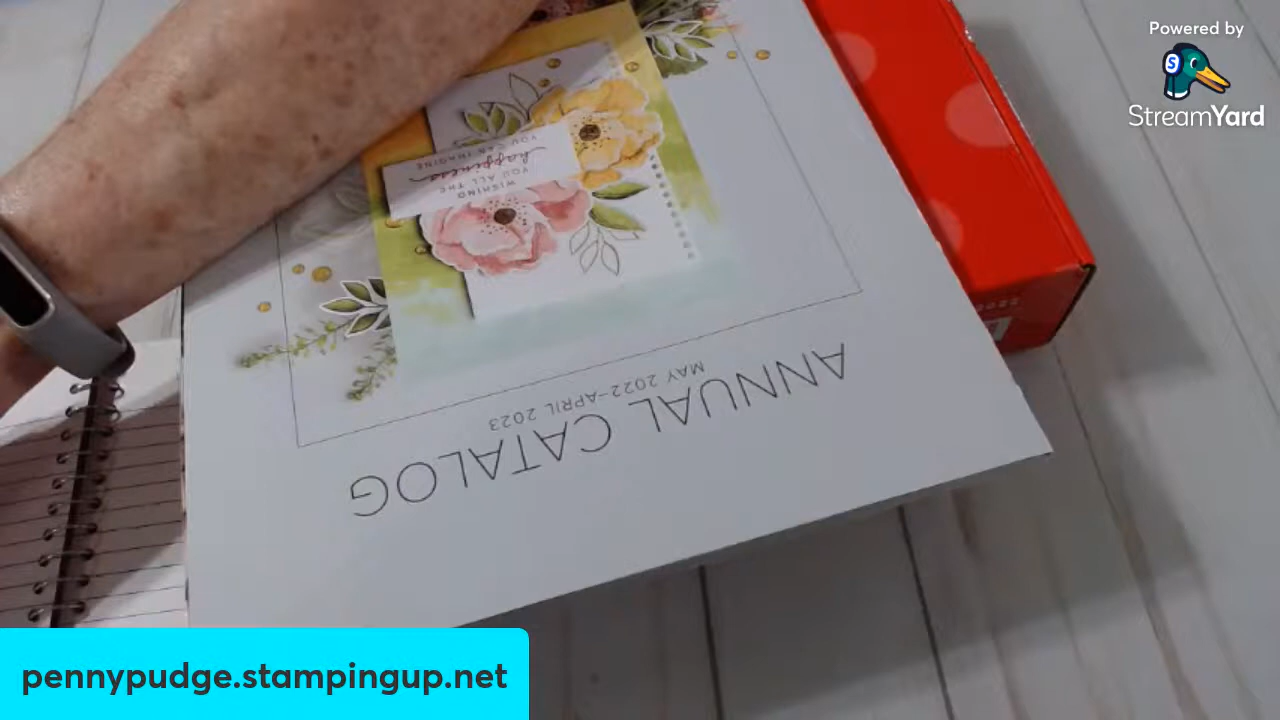 Powered by
S
StreamYard
WISHING
YOU ALL THE
happiness
YOU CAN IMAGINE
ANNUAL CATALOG
MAY 2022–APRIL 2023
pennypudge.stampingup.net